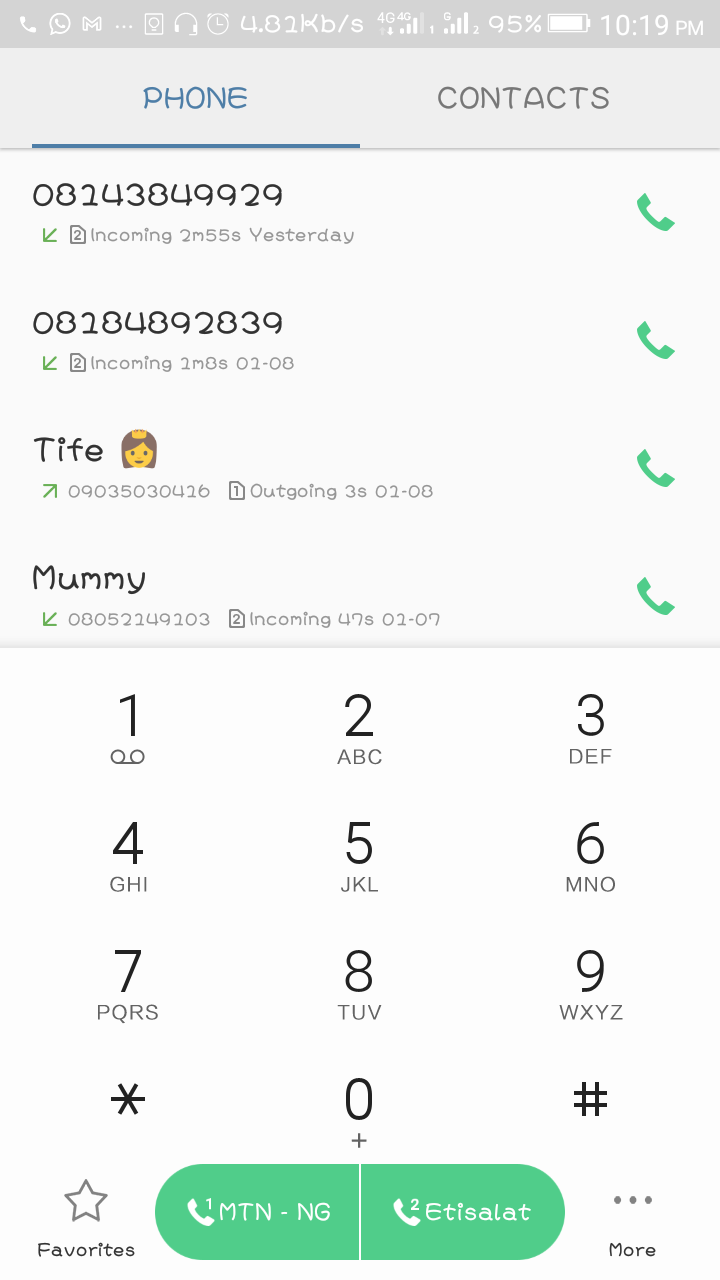 4.81Kb/s 4G 4G 1 G 2 95% 10:19 PM
PHONE CONTACTS
08143849929
2 Incoming 2m55s Yesterday
08184892839
2 Incoming 1m8s 01-08
Tife
09035030416 1 Outgoing 3s 01-08
Mummy
08052149103 2 Incoming 47s 01-07
1 2 3
ABC DEF
4 5 6
GHI JKL MNO
7 8 9
PQRS TUV WXYZ
* 0 #
+
1 MTN - NG 2 Etisalat
Favorites More